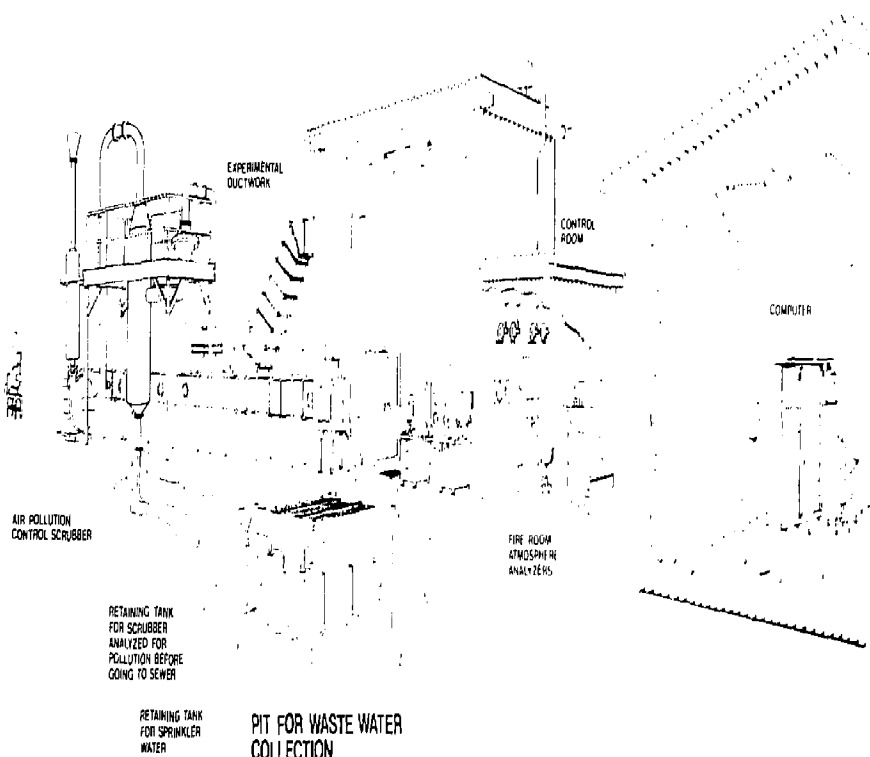 EXPERIMENTAL
DUCTWORK
CONTROL
ROOM
COMPUTER
AIR POLLUTION
CONTROL SCRUBBER
FIRE ROOM
ATMOSPHERE
ANALYZERS
RETAINING TANK
FOR SCRUBBER
ANALYZED FOR
POLLUTION BEFORE
GOING TO SEWER
RETAINING TANK
FOR SPRINKLER
WATER
PIT FOR WASTE WATER
COLLECTION